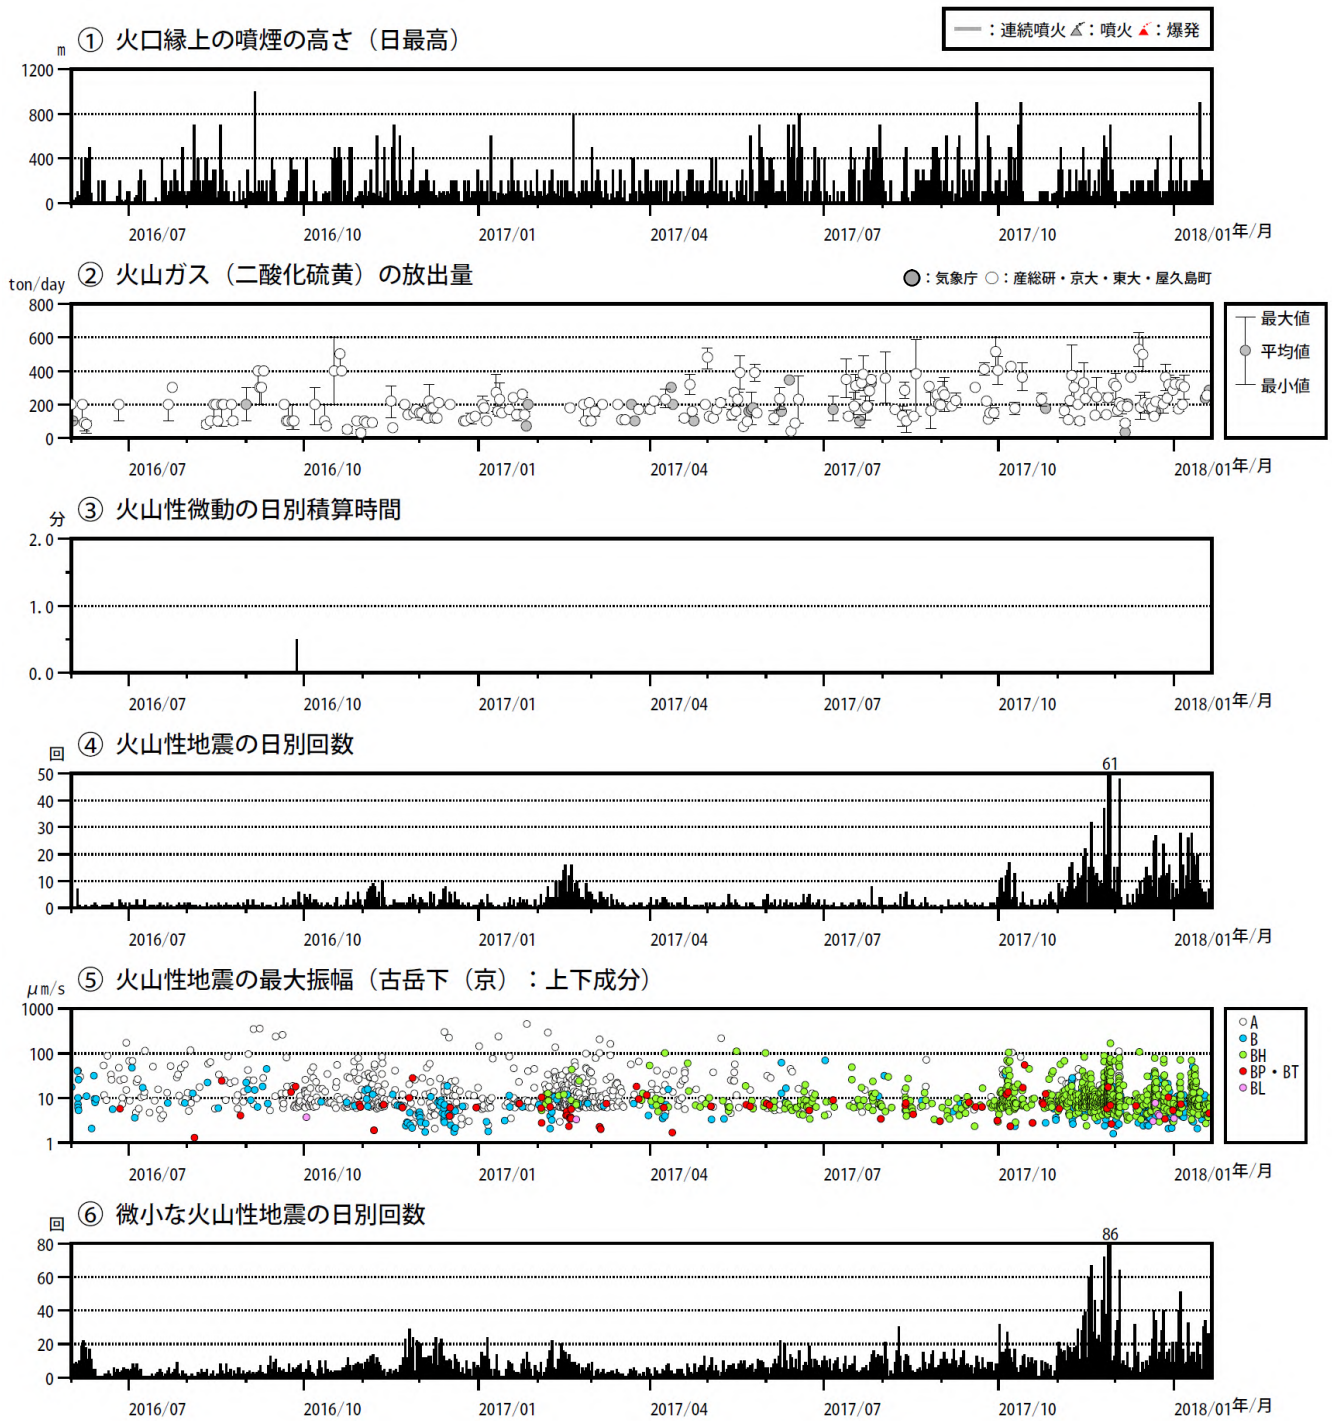 ① 火口縁上の噴煙の高さ（日最高）
：連続噴火 ：噴火 ：爆発
m
1200
800
400
0
2016/07 2016/10 2017/01 2017/04 2017/07 2017/10 2018/01 年/月
② 火山ガス（二酸化硫黄）の放出量
：気象庁 ○：産総研・京大・東大・屋久島町
ton/day
800
600
400
200
0
最大値
平均値
最小値
2016/07 2016/10 2017/01 2017/04 2017/07 2017/10 2018/01 年/月
③ 火山性微動の日別積算時間
分
2.0
1.0
0.0
2016/07 2016/10 2017/01 2017/04 2017/07 2017/10 2018/01 年/月
④ 火山性地震の日別回数
回
61
50
40
30
20
10
0
2016/07 2016/10 2017/01 2017/04 2017/07 2017/10 2018/01 年/月
⑤ 火山性地震の最大振幅（古岳下（京）：上下成分）
μm/s
1000
100
10
1
A
B
BH
BP・BT
BL
2016/07 2016/10 2017/01 2017/04 2017/07 2017/10 2018/01 年/月
⑥ 微小な火山性地震の日別回数
回
86
80
60
40
20
0
2016/07 2016/10 2017/01 2017/04 2017/07 2017/10 2018/01 年/月